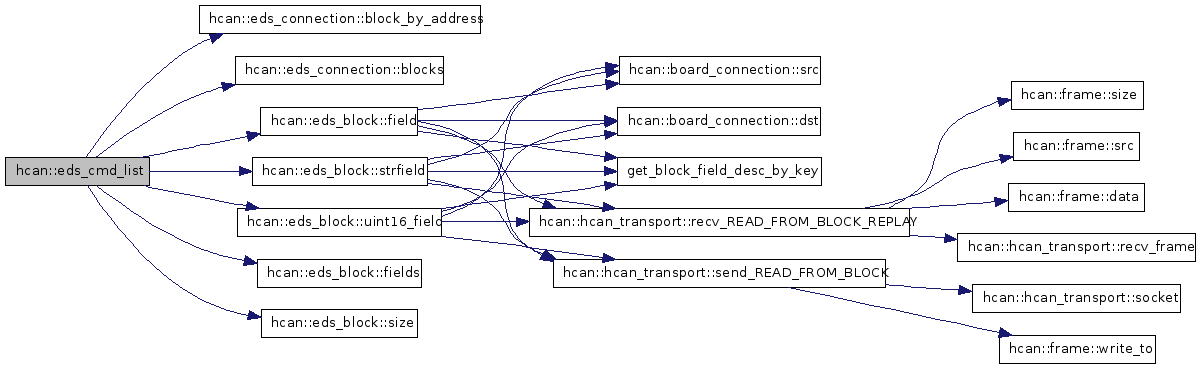 hcan::eds_cmd_list
hcan::eds_connection::block_by_address
hcan::eds_connection::blocks
hcan::eds_block::field
hcan::eds_block::strfield
hcan::eds_block::uint16_field
hcan::eds_block::fields
hcan::eds_block::size
hcan::board_connection::src
hcan::board_connection::dst
get_block_field_desc_by_key
hcan::hcan_transport::recv_READ_FROM_BLOCK_REPLAY
hcan::hcan_transport::send_READ_FROM_BLOCK
hcan::frame::size
hcan::frame::src
hcan::frame::data
hcan::hcan_transport::recv_frame
hcan::hcan_transport::socket
hcan::frame::write_to